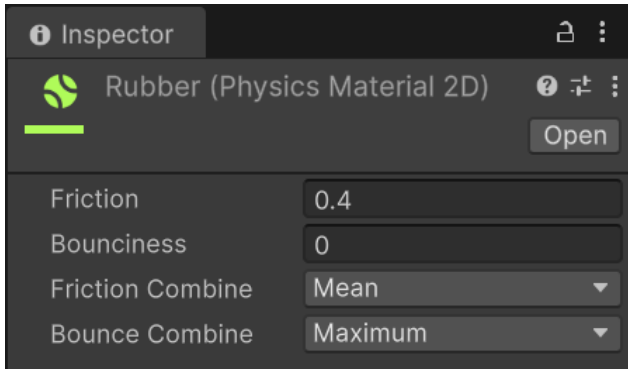 Inspector
Rubber (Physics Material 2D)
Open
Friction 0.4
Bounciness 0
Friction Combine Mean
Bounce Combine Maximum